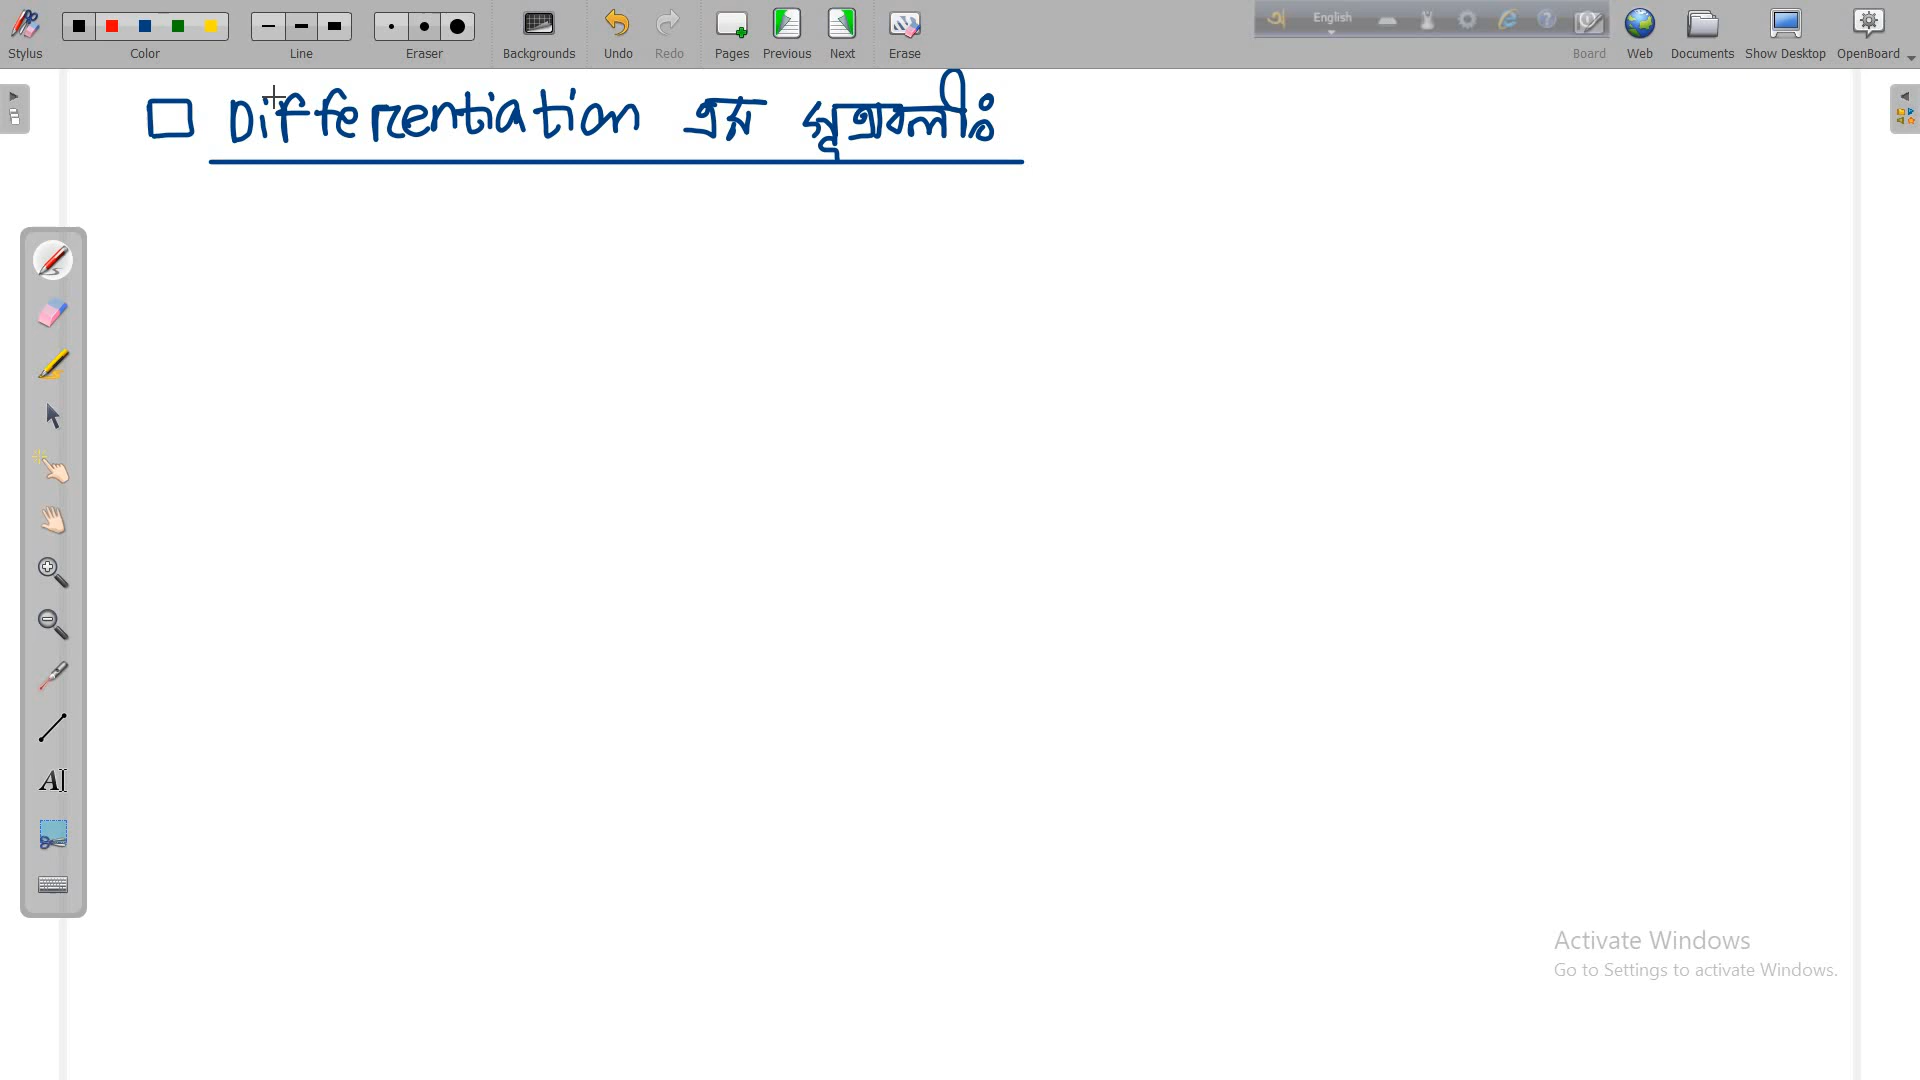 Stylus Color Line Eraser Backgrounds Undo Redo Pages Previous Next Erase English Board Web Documents Show Desktop OpenBoard
Differentiation এর সূত্রাবলীঃ
Activate Windows
Go to Settings to activate Windows.